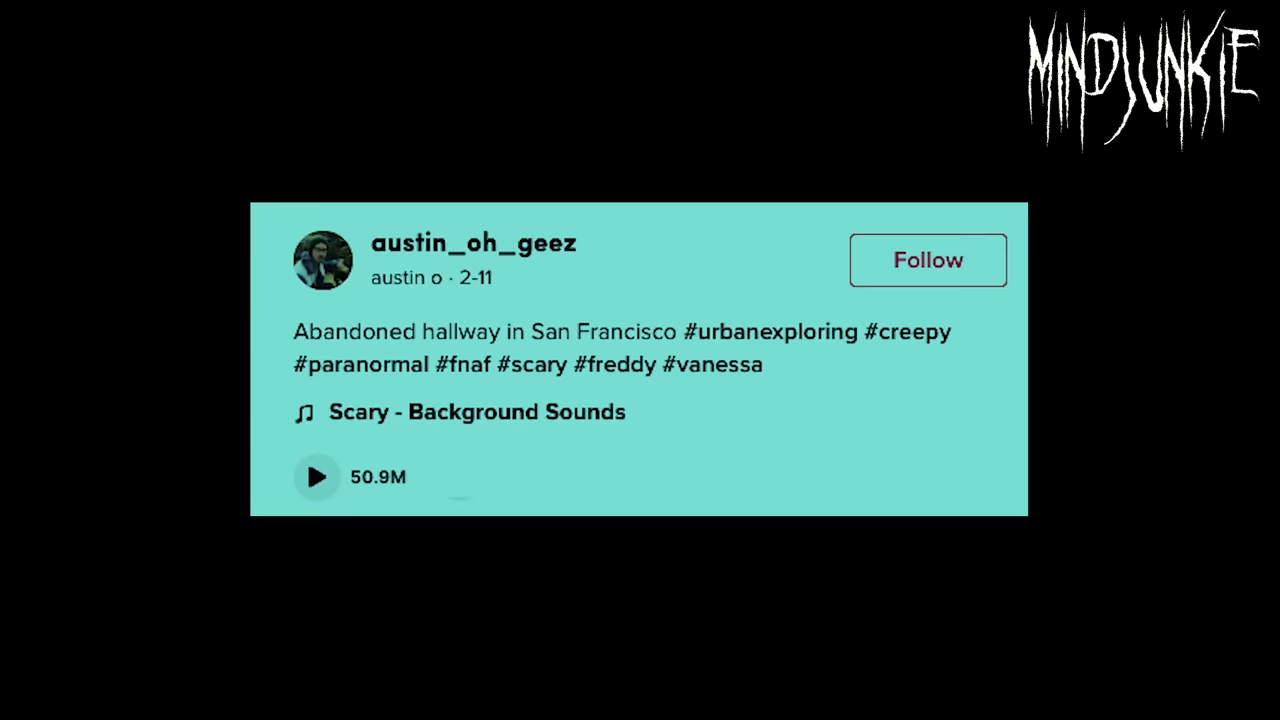 MINDJUNKIE
austin_oh_geez
austin o · 2-11
Follow
Abandoned hallway in San Francisco #urbanexploring #creepy
#paranormal #fnaf #scary #freddy #vanessa
Scary - Background Sounds
50.9M